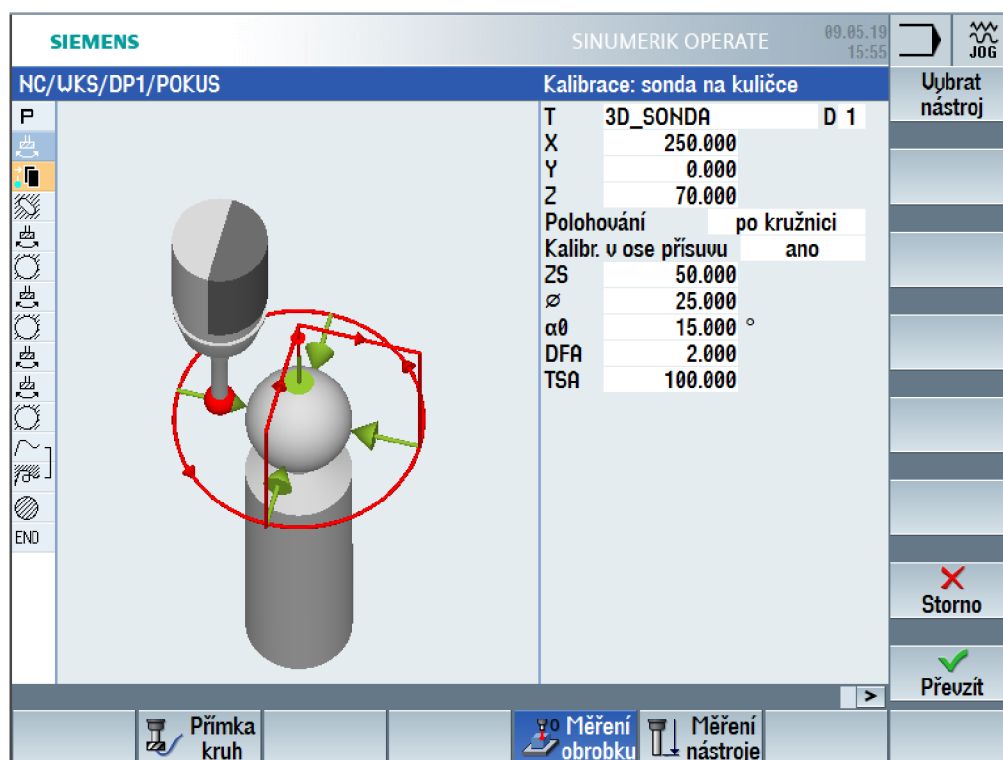 SIEMENS
SINUMERIK OPERATE
09.05.19
15:55
JOG
NC/WKS/DP1/POKUS
Kalibrace: sonda na kuličce
Vybrat
nástroj
P
END
T 3D_SONDA D 1
X 250.000
Y 0.000
Z 70.000
Polohování po kružnici
Kalibr. v ose přísuvu ano
ZS 50.000
⌀ 25.000
α0 15.000 °
DFA 2.000
TSA 100.000
Storno
Převzít
>
Přímka
kruh
Měření
obrobku
Měření
nástroje